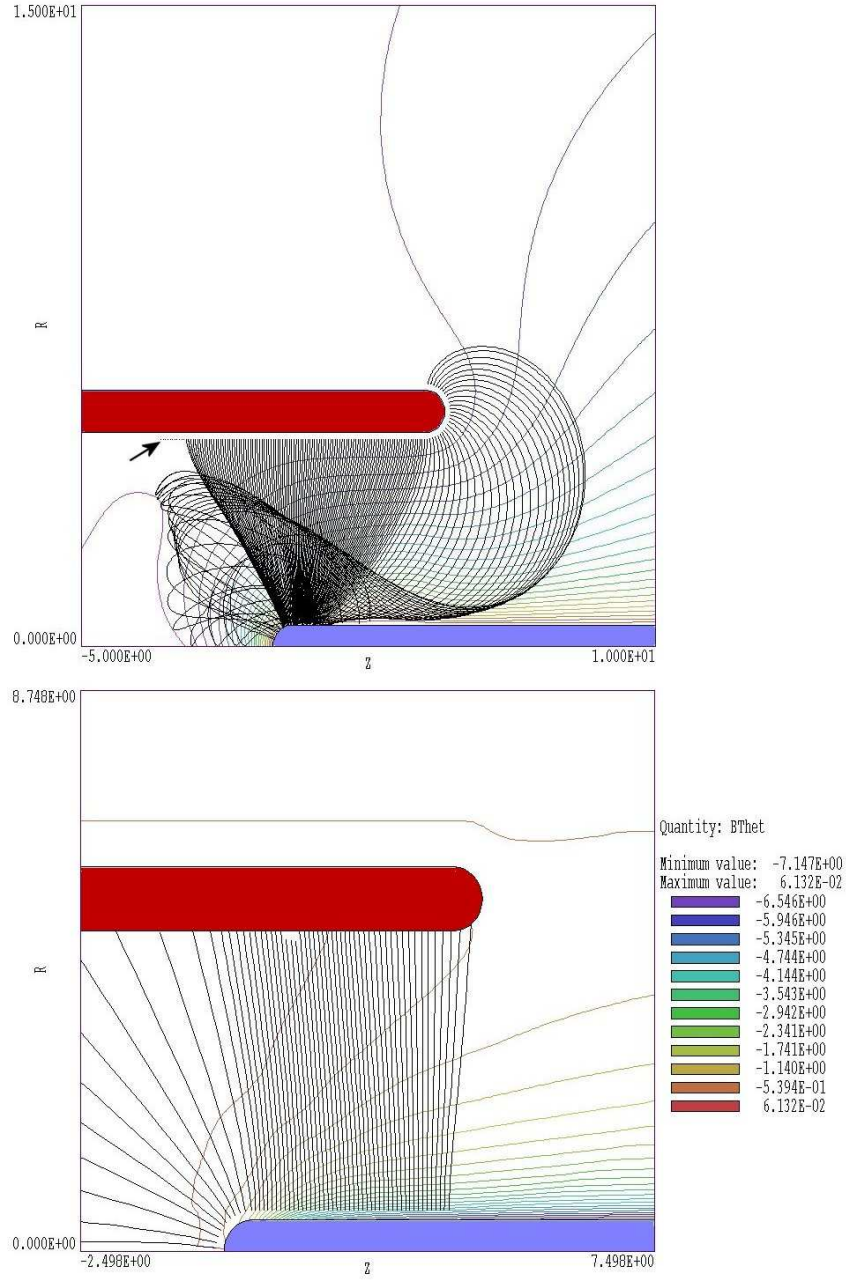 1.500E+01
R
0.000E+00
-5.000E+00
Z
1.000E+01
8.748E+00
R
0.000E+00
-2.498E+00
Z
7.498E+00
Quantity: BThet
Minimum value: -7.147E+00
Maximum value: 6.132E-02
-6.546E+00
-5.946E+00
-5.345E+00
-4.744E+00
-4.144E+00
-3.543E+00
-2.942E+00
-2.341E+00
-1.741E+00
-1.140E+00
-5.394E-01
6.132E-02